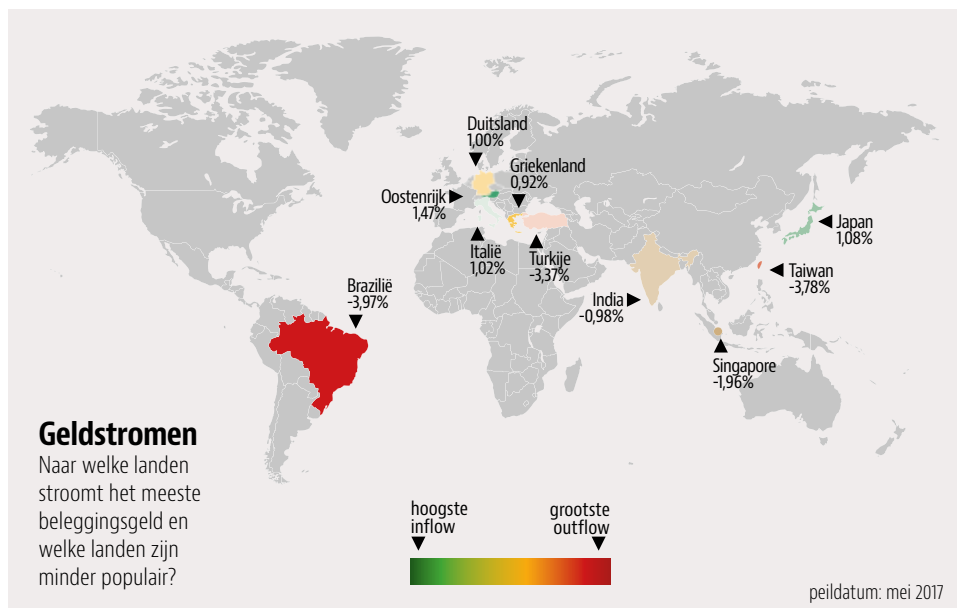 Duitsland
1,00%
Griekenland
0,92%
Oostenrijk
1,47%
Italië
1,02%
Turkije
-3,37%
Japan
1,08%
Taiwan
-3,78%
India
-0,98%
Singapore
-1,96%
Brazilië
-3,97%
Geldstromen
Naar welke landen
stroomt het meeste
beleggingsgeld en
welke landen zijn
minder populair?
hoogste
inflow
grootste
outflow
peildatum: mei 2017